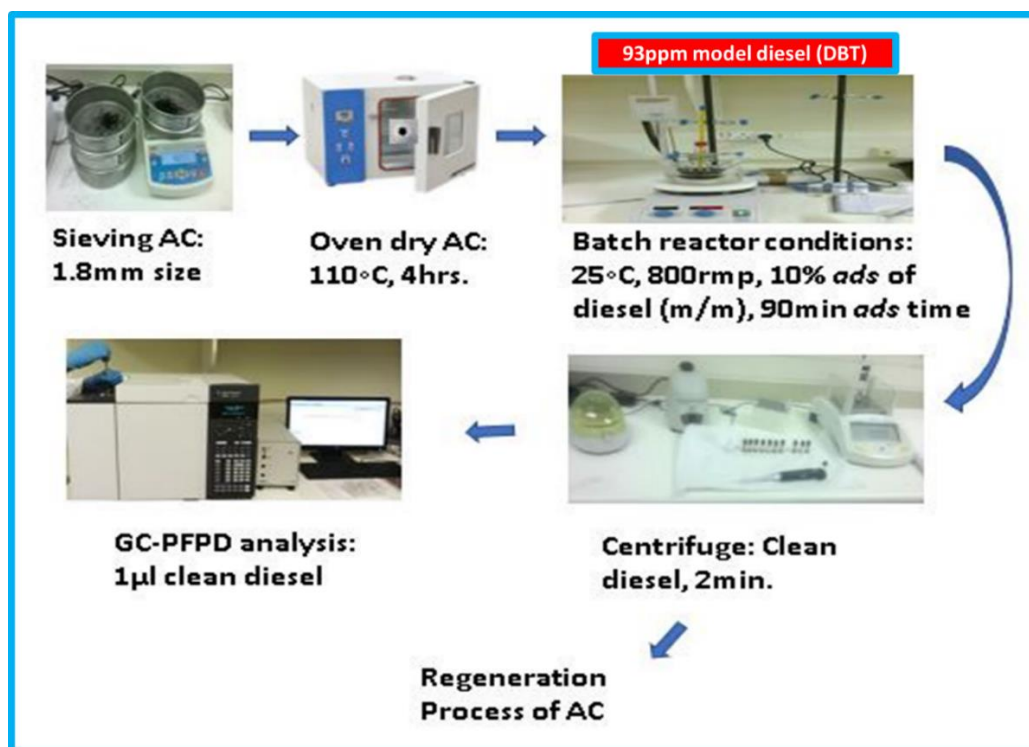 93ppm model diesel (DBT)
Sieving AC:
1.8mm size
Oven dry AC:
110◦C, 4hrs.
Batch reactor conditions:
25◦C, 800rmp, 10% ads of
diesel (m/m), 90min ads time
GC-PFPD analysis:
1µl clean diesel
Centrifuge: Clean
diesel, 2min.
Regeneration
Process of AC